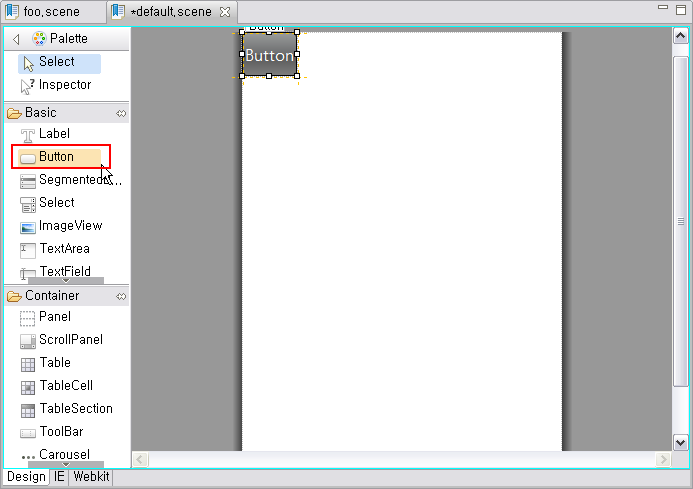 foo,scene
*default,scene
Palette
Select
Inspector
Basic
Label
Button
Segmented...
Select
ImageView
TextArea
TextField
Container
Panel
ScrollPanel
Table
TableCell
TableSection
ToolBar
Carousel
Button
Button
Design
IE
Webkit